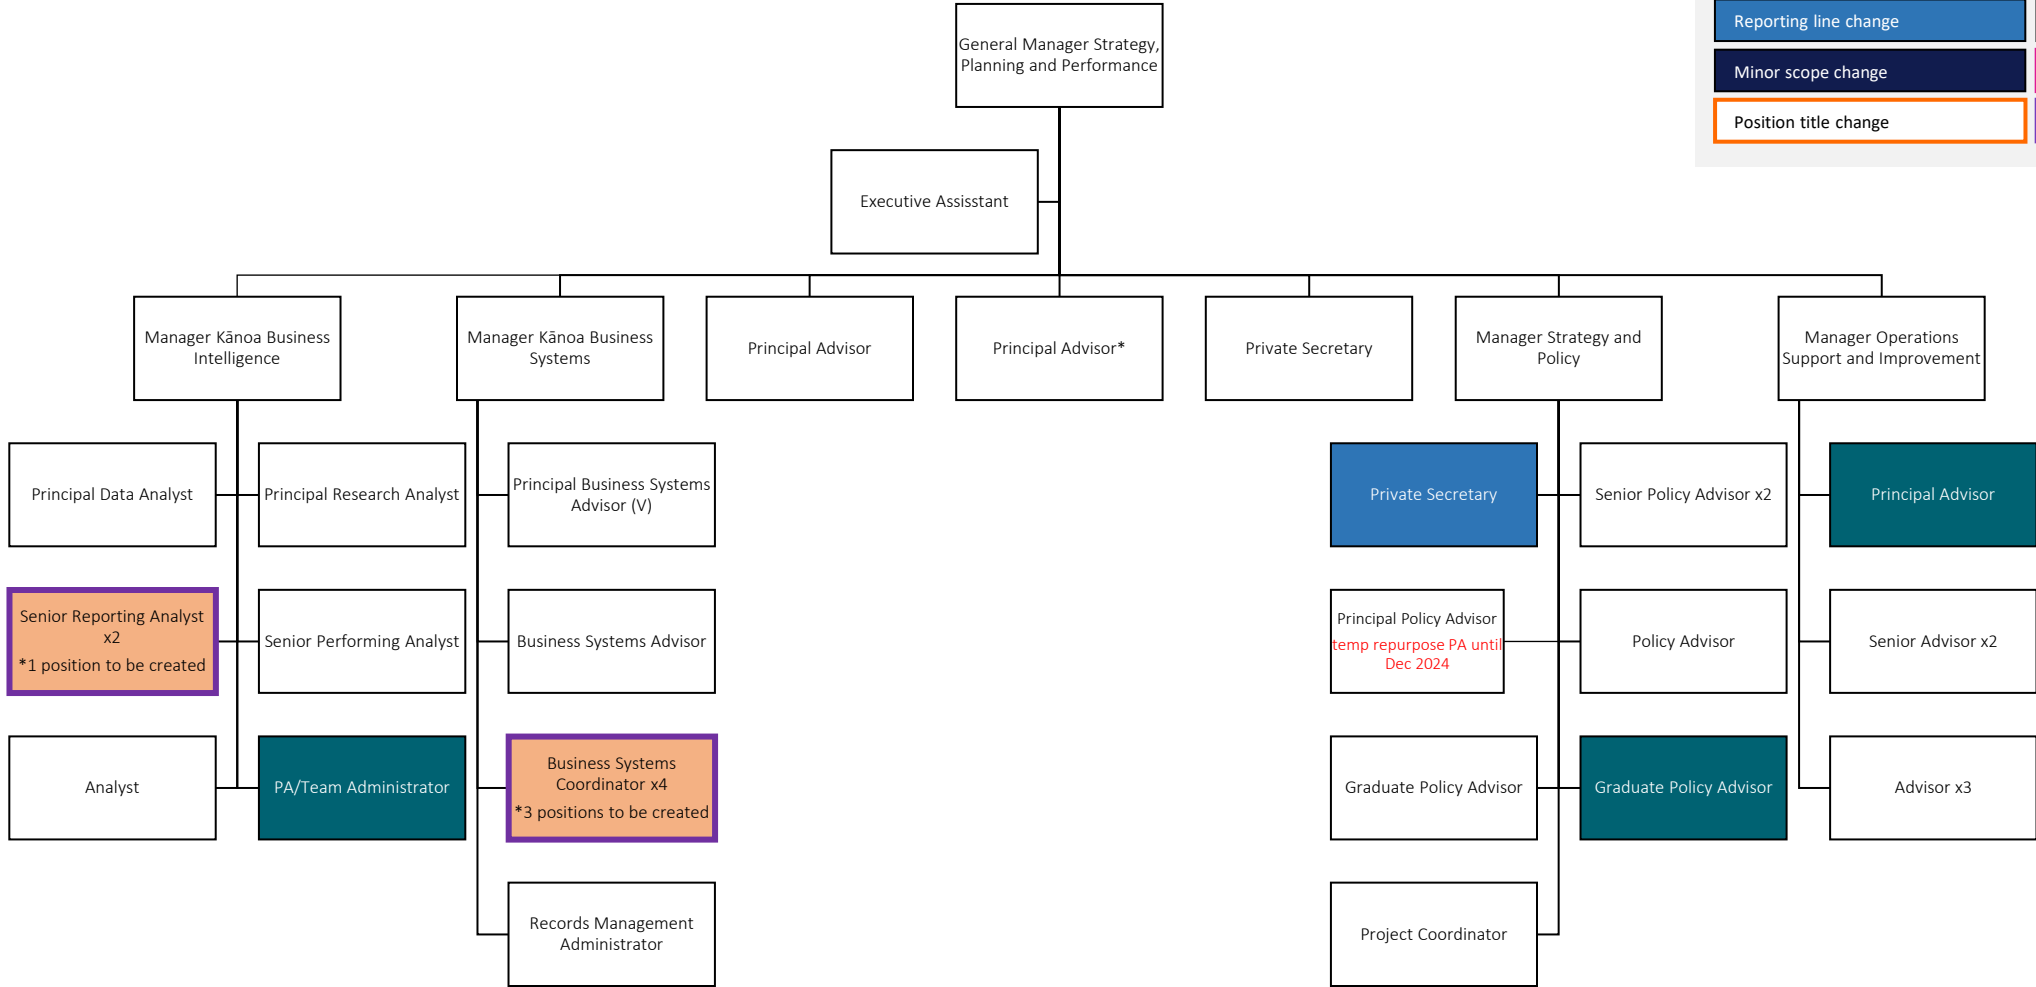 Reporting line change
Minor scope change
Position title change
General Manager Strategy,
Planning and Performance
Executive Assisstant
Manager Kānoa Business
Intelligence
Manager Kānoa Business
Systems
Principal Advisor
Principal Advisor*
Private Secretary
Manager Strategy and
Policy
Manager Operations
Support and Improvement
Principal Data Analyst
Principal Research Analyst
Principal Business Systems
Advisor (V)
Private Secretary
Senior Policy Advisor x2
Principal Advisor
Senior Reporting Analyst
x2
*1 position to be created
Senior Performing Analyst
Business Systems Advisor
Principal Policy Advisor
temp repurpose PA until
Dec 2024
Policy Advisor
Senior Advisor x2
Analyst
PA/Team Administrator
Business Systems
Coordinator x4
*3 positions to be created
Graduate Policy Advisor
Graduate Policy Advisor
Advisor x3
Records Management
Administrator
Project Coordinator